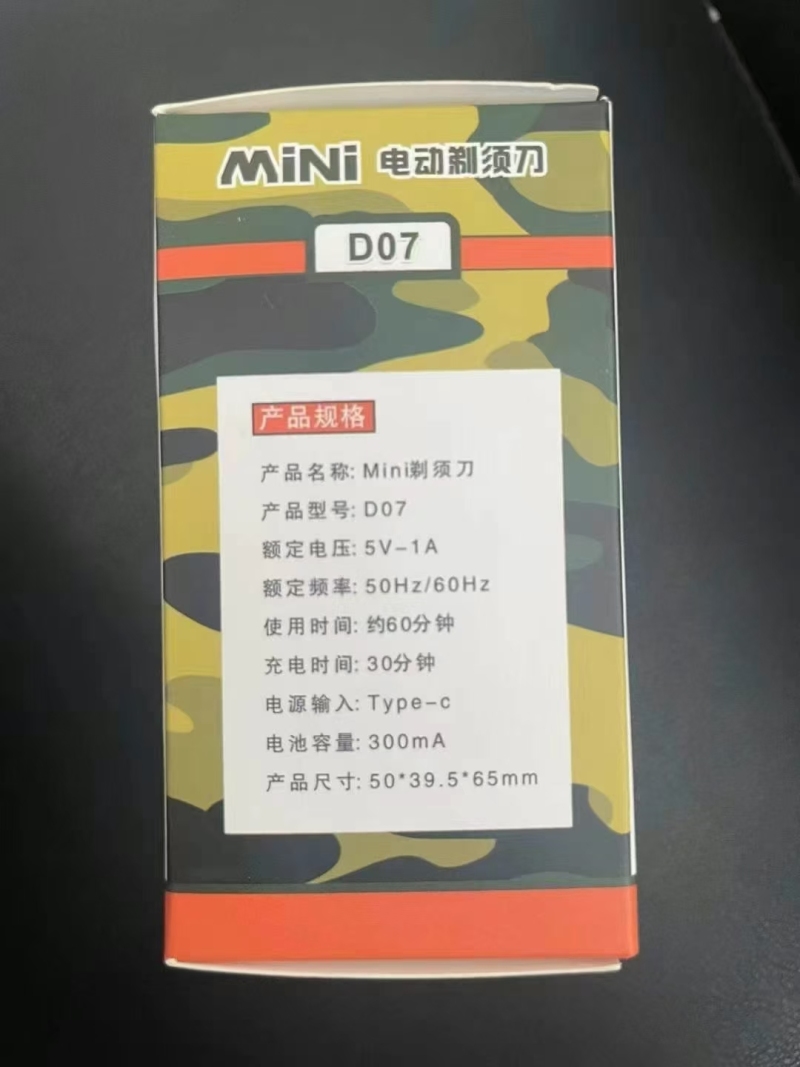 MiNi 电动剃须刀
D07
产品规格
产品名称: Mini剃须刀
产品型号: D07
额定电压: 5V-1A
额定频率: 50Hz/60Hz
使用时间: 约60分钟
充电时间: 30分钟
电源输入: Type-c
电池容量: 300mA
产品尺寸: 50*39.5*65mm